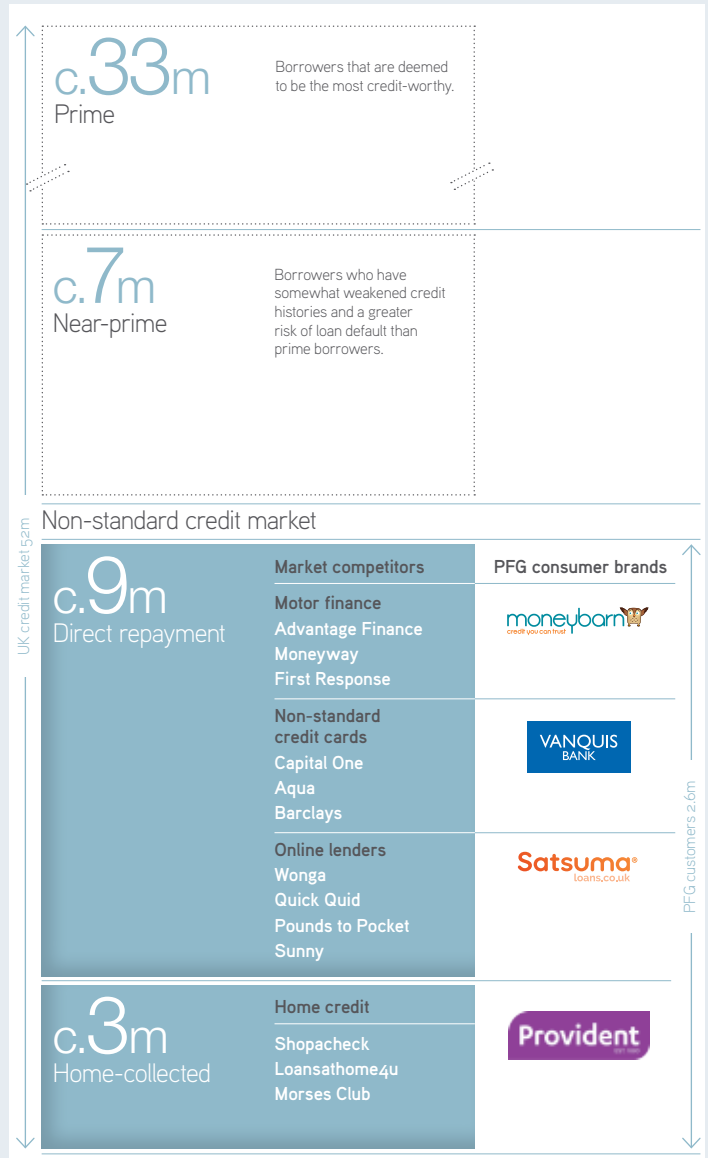 c.33m
Prime
Borrowers that are deemed
to be the most credit-worthy.
c.7m
Near-prime
Borrowers who have
somewhat weakened credit
histories and a greater
risk of loan default than
prime borrowers.
UK credit market 52m
Non-standard credit market
c.9m
Direct repayment
Market competitors
PFG consumer brands
Motor finance
Advantage Finance
Moneyway
First Response
moneybarn
credit you can trust
Non-standard
credit cards
Capital One
Aqua
Barclays
VANQUIS
BANK
Online lenders
Wonga
Quick Quid
Pounds to Pocket
Sunny
Satsuma®
loans.co.uk
PFG customers 2.6m
c.3m
Home-collected
Home credit
Shopacheck
Loansathome4u
Morses Club
Provident